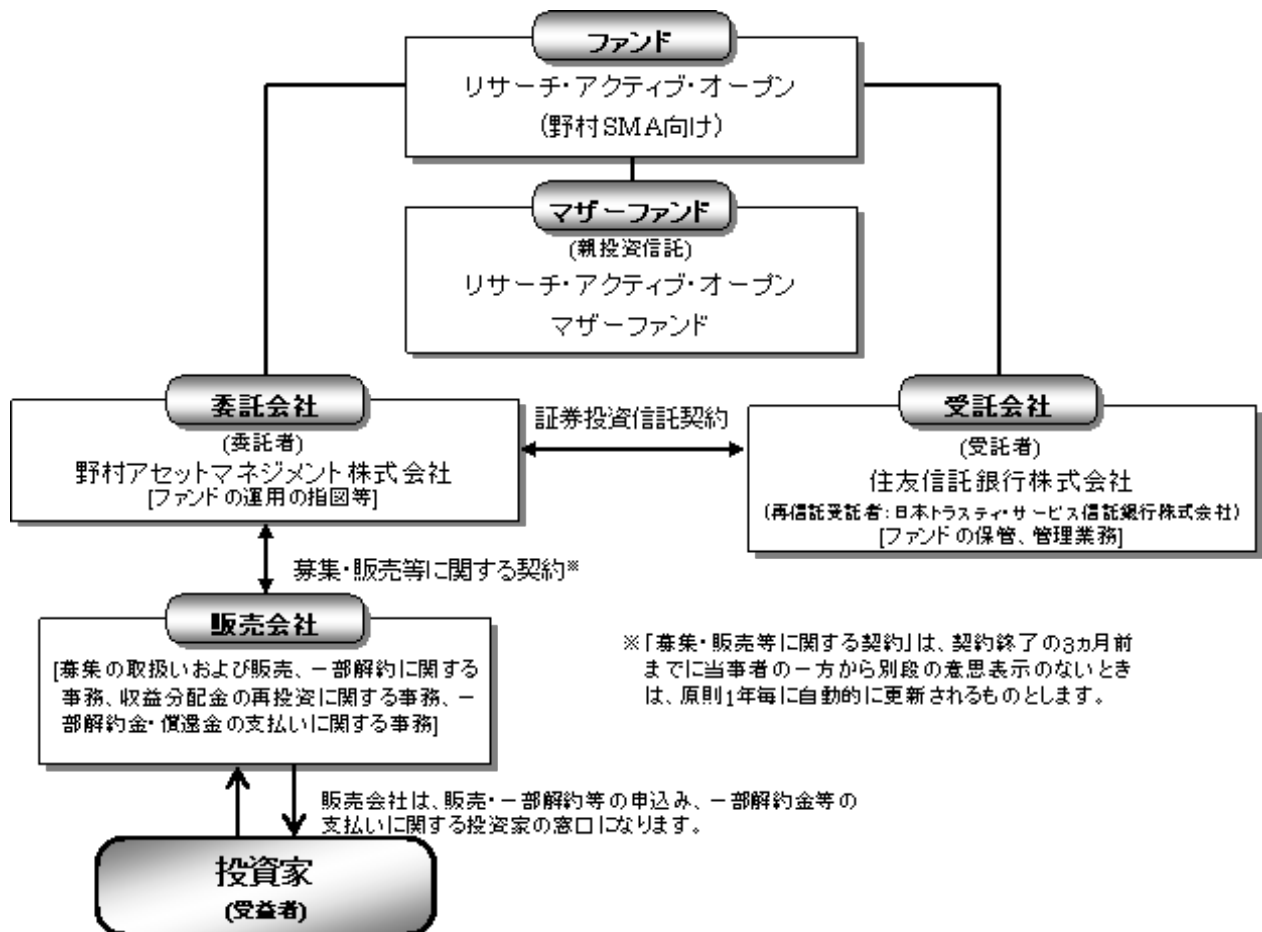 ファンド
リサーチ・アクティブ・オープン
(野村SMA向け)
マザーファンド
(親投資信託)
リサーチ・アクティブ・オープン
マザーファンド
委託会社
(委託者)
野村アセットマネジメント株式会社
[ファンドの運用の指図等]
証券投資信託契約
受託会社
(受託者)
住友信託銀行株式会社
(再信託受託者:日本トラスティ・サービス信託銀行株式会社)
[ファンドの保管、管理業務]
募集・販売等に関する契約※
販売会社
[募集の取扱いおよび販売、一部解約に関する
事務、収益分配金の再投資に関する事務、一
部解約金・償還金の支払いに関する事務]
※「募集・販売等に関する契約」は、契約終了の3ヵ月前
までに当事者の一方から別段の意思表示のないとき
は、原則1年毎に自動的に更新されるものとします。
販売会社は、販売・一部解約等の申込み、一部解約金等の
支払いに関する投資家の窓口になります。
投資家
(受益者)